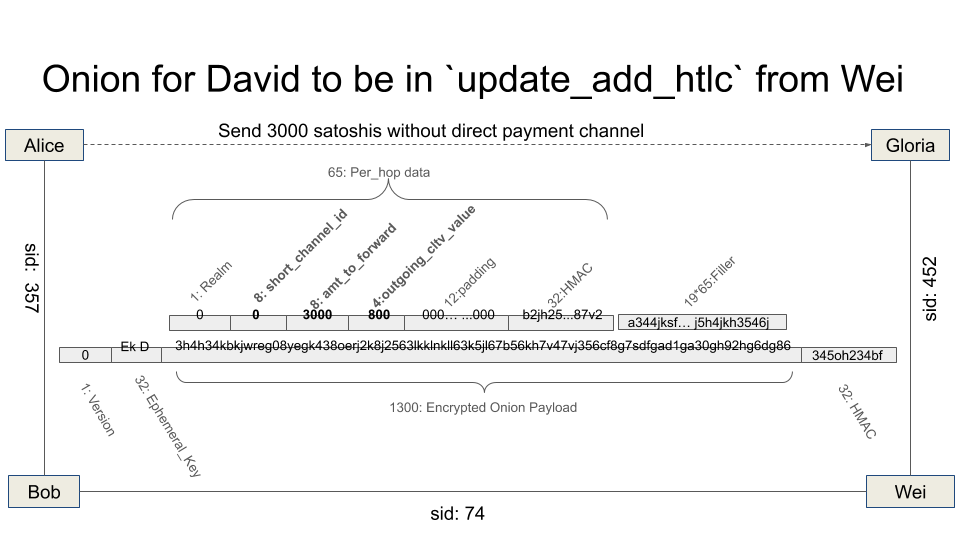 Onion for David to be in `update_add_htlc` from Wei
Send 3000 satoshis without direct payment channel
Alice
Gloria
65: Per_hop data
sid: 357
sid: 452
1: Realm
8: short_channel_id
8: amt_to_forward
4:outgoing_cltv_value
12:padding
32:HMAC
19*65:Filler
0
0
3000
800
000… ...000
b2jh25...87v2
a344jksf… j5h4jkh3546j
0
Ek D
3h4h34kbkjwreg08yegk438oerj2k8j2563lkklnkll63k5jl67b56kh7v47vj356cf8g7sdfgad1ga30gh92hg6dg86
345oh234bf
1: Version
32: Ephemeral_Key
1300: Encrypted Onion Payload
32: HMAC
Bob
Wei
sid: 74